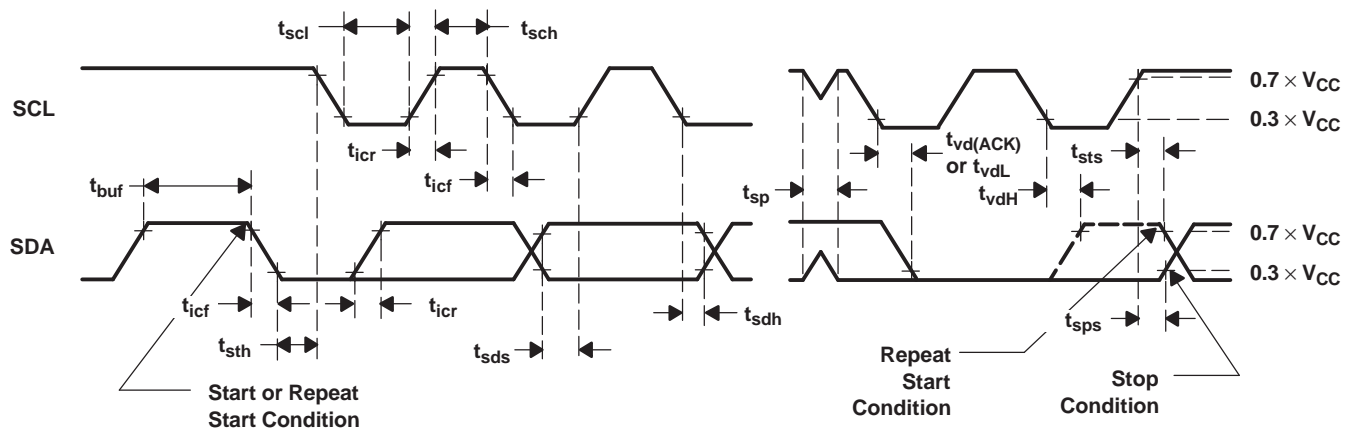 tscl
tsch
SCL
0.7 × VCC
0.3 × VCC
ticr
tvd(ACK)
or tvdL
tsts
tbuf
ticf
tsp
tvdH
SDA
0.7 × VCC
0.3 × VCC
ticf
ticr
tsdh
tsps
tsth
tsds
Start or Repeat
Start Condition
Repeat
Start
Condition
Stop
Condition